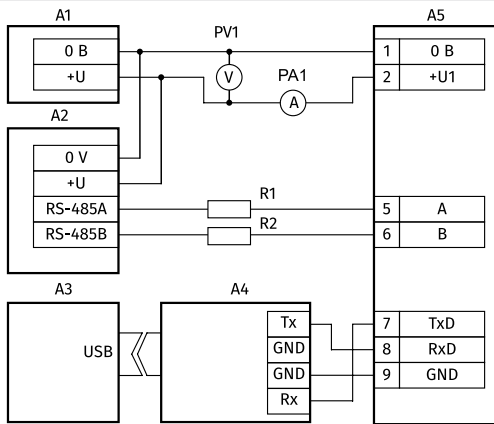 A1
PV1
A5
0 В
1
0 В
+U
V
PA1
2
+U1
A
A2
0 V
+U
RS-485A
R1
5
A
RS-485B
R2
6
B
A3
A4
USB
Tx
7
TxD
GND
8
RxD
GND
9
GND
Rx